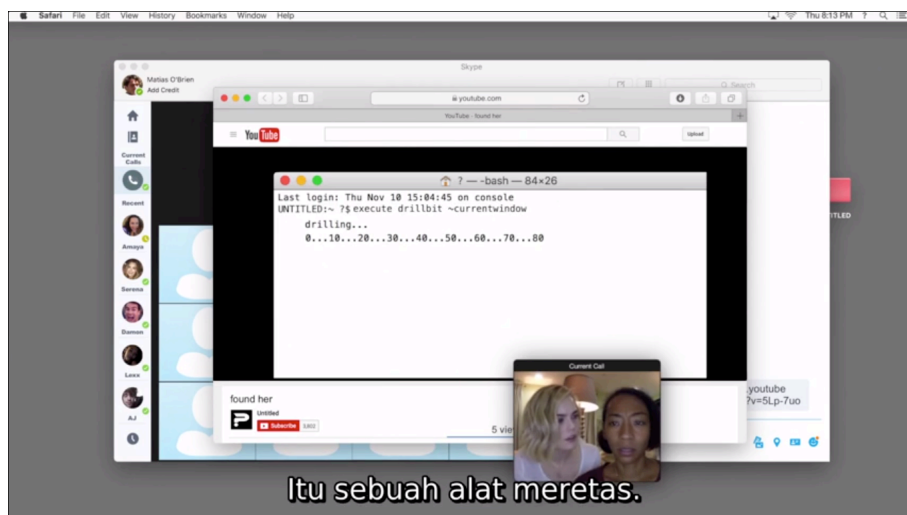 Safari File Edit View History Bookmarks Window Help
Thu 8:13 PM ?
Skype
Matias O'Brien
Add Credit
Search
youtube.com
YouTube - found her
YouTube
Upload
Current Calls
Recent
Amaya
Serena
Damon
Lexx
AJ
? — -bash — 84×26
Last login: Thu Nov 10 15:04:45 on console
UNTITLED:~ ?$ execute drillbit ~currentwindow
drilling...
0...10...20...30...40...50...60...70...80
Current Call
found her
Untitled
Subscribe
5 vie
.youtube
?v=5Lp-7uo
Itu sebuah alat meretas.